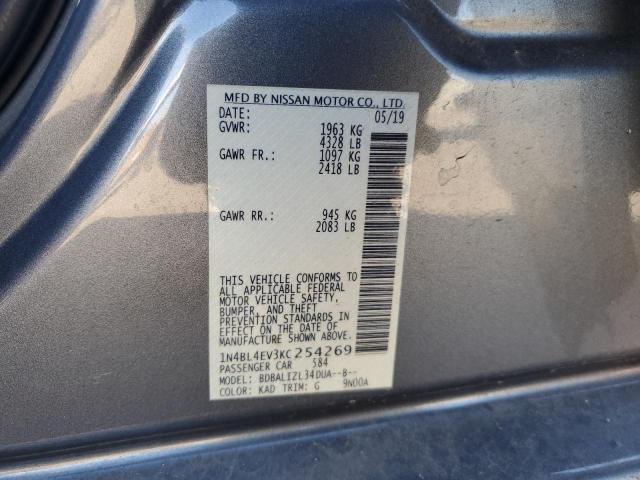 MFD BY NISSAN MOTOR CO., LTD.
DATE: 05/19
GVWR: 1963 KG
4328 LB
GAWR FR.: 1097 KG
2418 LB
GAWR RR.: 945 KG
2083 LB
THIS VEHICLE CONFORMS TO
ALL APPLICABLE FEDERAL
MOTOR VEHICLE SAFETY,
BUMPER, AND THEFT
PREVENTION STANDARDS IN
EFFECT ON THE DATE OF
MANUFACTURE SHOWN ABOVE.
1N4BL4EV3KC254269
PASSENGER CAR 584
MODEL: BDBALIZL34DUA--B--
COLOR: KAD TRIM: G 9N00A